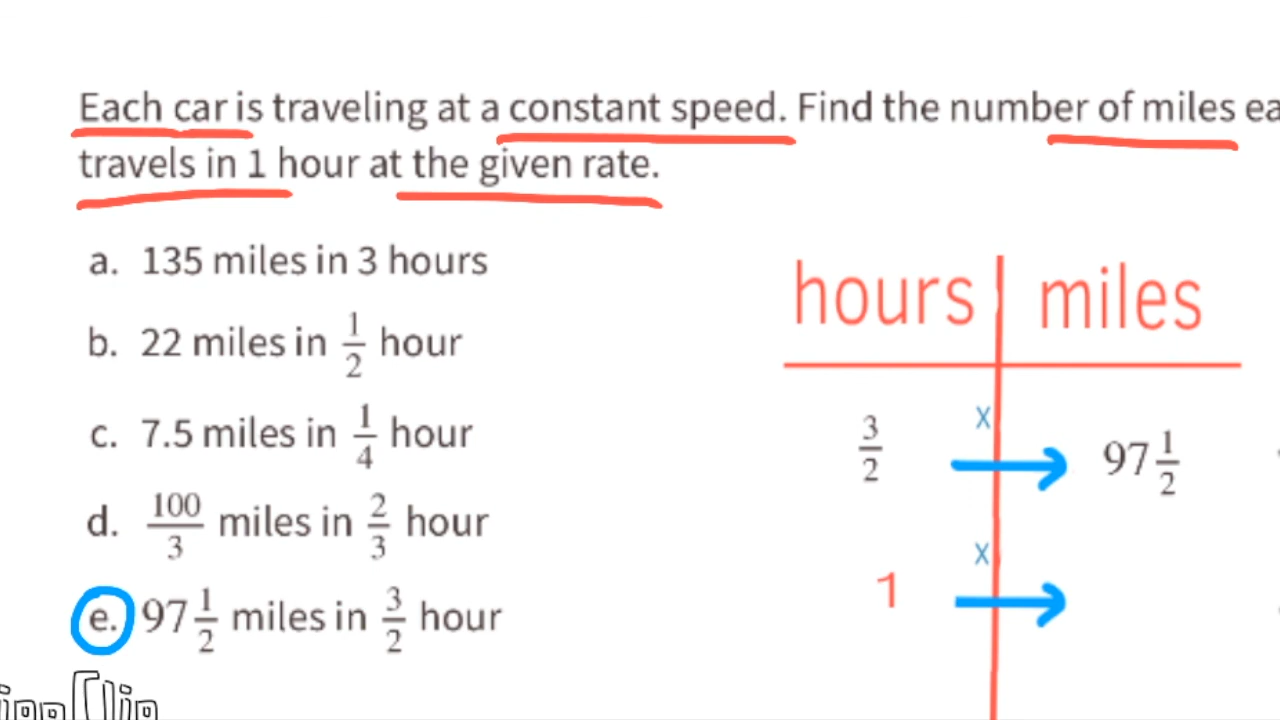 Each car is traveling at a constant speed. Find the number of miles ea
travels in 1 hour at the given rate.
a. 135 miles in 3 hours
b. 22 miles in 1/2 hour
c. 7.5 miles in 1/4 hour
d. 100/3 miles in 2/3 hour
e. 97 1/2 miles in 3/2 hour
hours miles
3/2 x 97 1/2
1 x